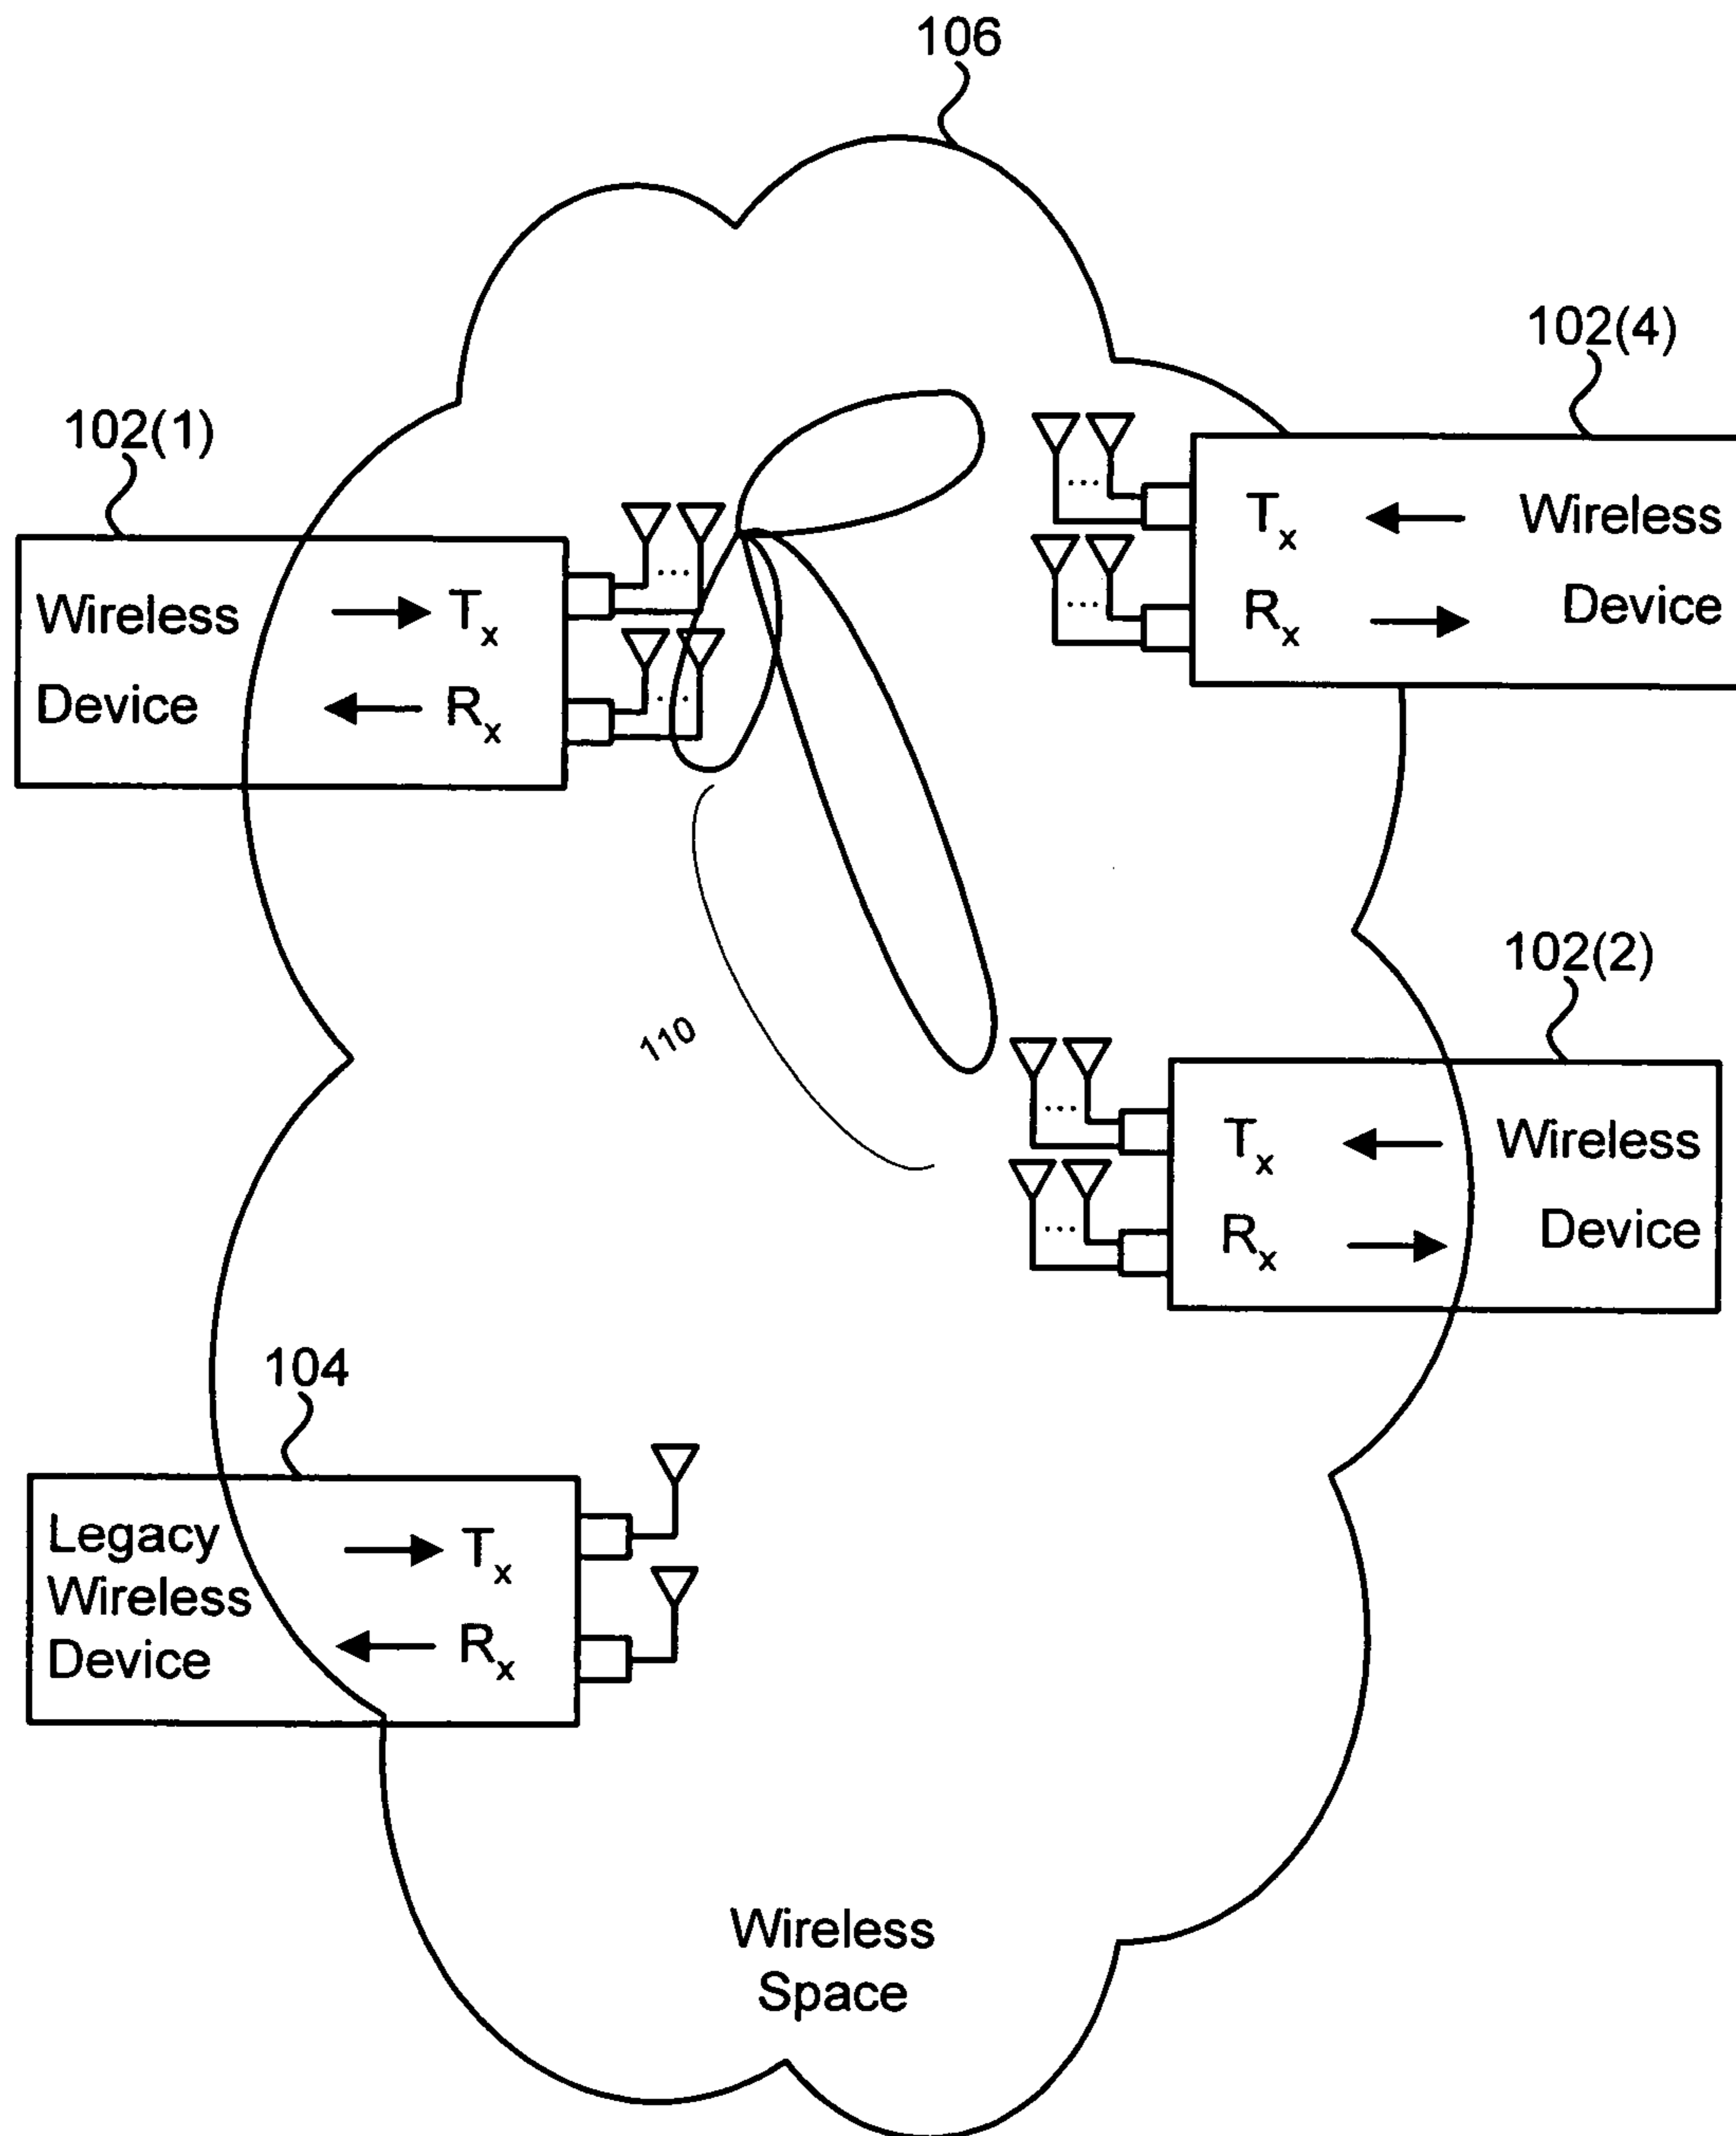 106
102(4)
102(1)
Tx Wireless
Rx Device
Wireless Tx
Device Rx
102(2)
110
Tx Wireless
Rx Device
104
Legacy
Wireless
Device
Tx
Rx
Wireless
Space